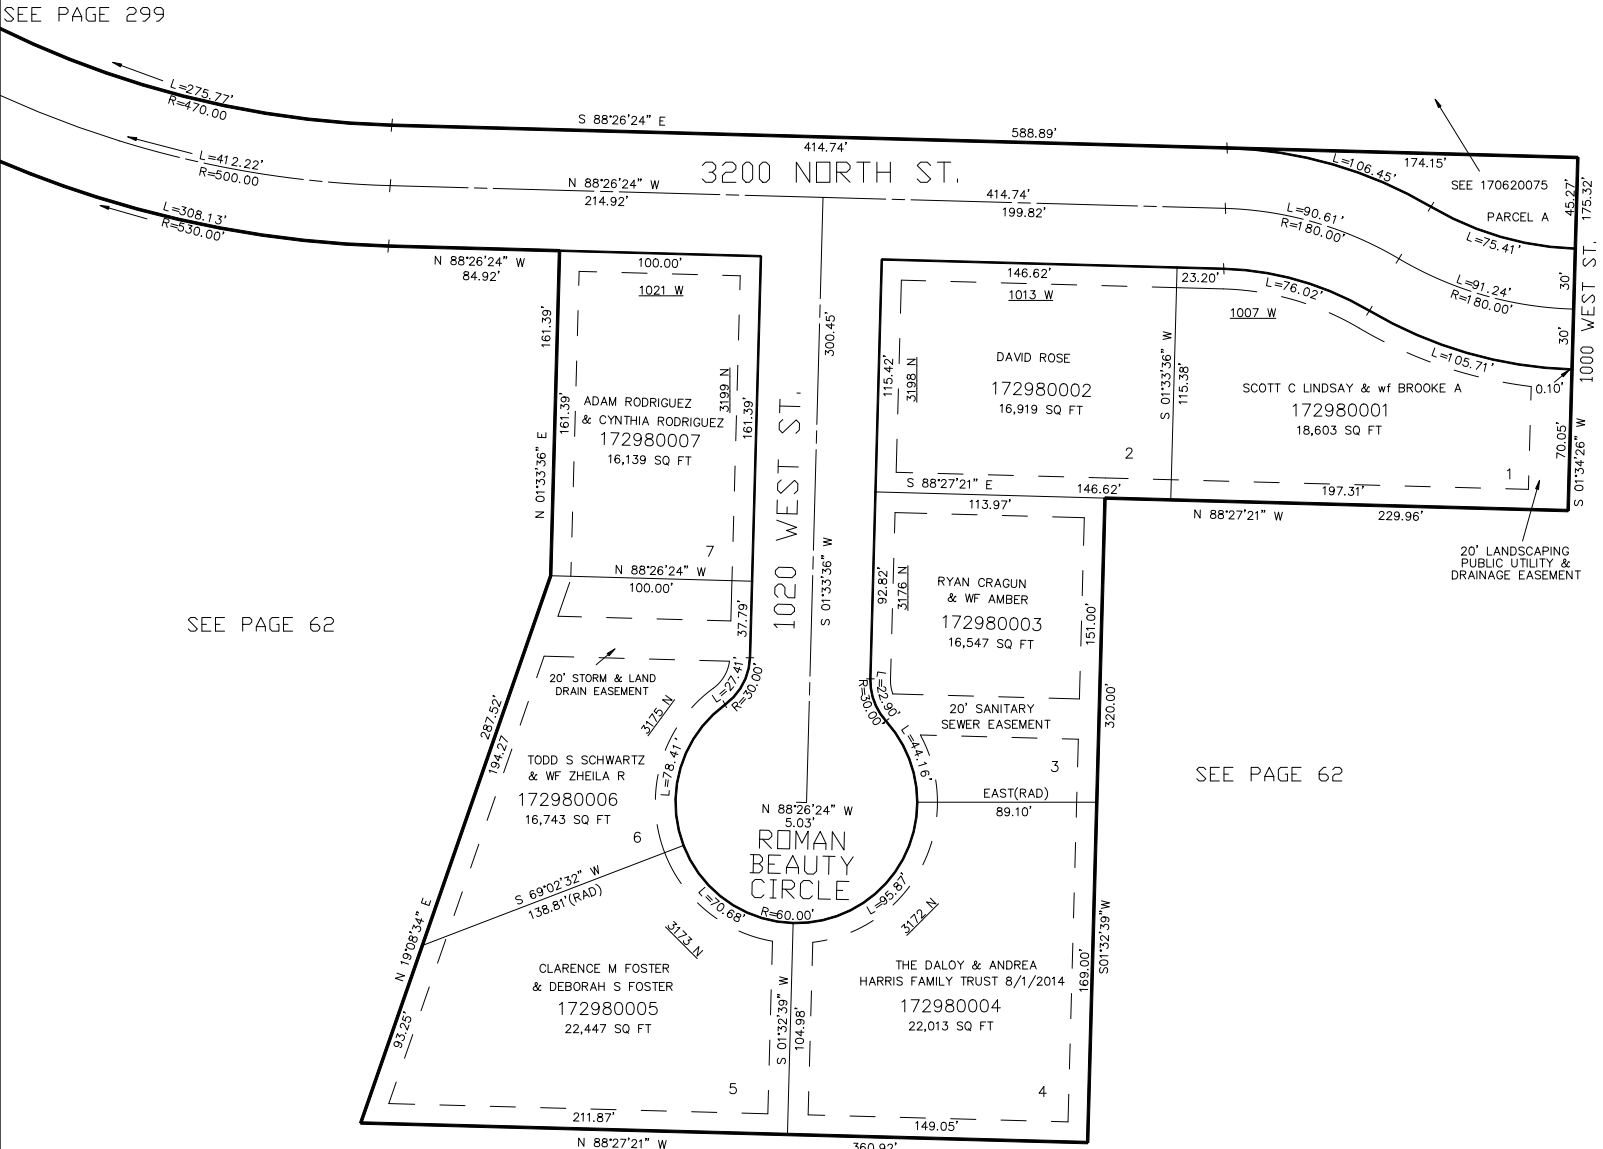 SEE PAGE 299
L=275.77'
R=470.00
L=412.22'
R=500.00
L=308.13'
R=530.00'
S 88°26'24" E
588.89'
414.74'
3200 NORTH ST.
N 88°26'24" W
214.92'
414.74'
199.82'
L=106.45'
174.15'
SEE 170620075
PARCEL A
45.27'
175.32'
L=90.61'
R=180.00'
L=75.41'
L=91.24'
R=180.00'
30'
30'
1000 WEST ST.
N 88°26'24" W
84.92'
100.00'
1021 W
161.39'
161.39'
N 01°33'36" E
ADAM RODRIGUEZ
& CYNTHIA RODRIGUEZ
172980007
16,139 SQ FT
3199 N
161.39'
7
N 88°26'24" W
100.00'
37.79'
300.45'
1020 WEST ST.
S 01°33'36" W
146.62'
1013 W
23.20'
L=76.02'
1007 W
115.42'
3198 N
DAVID ROSE
172980002
16,919 SQ FT
2
S 01°33'36" W
115.38'
L=105.71'
0.10'
SCOTT C LINDSAY & wf BROOKE A
172980001
18,603 SQ FT
1
70.05'
S 01°34'26" W
S 88°27'21" E
146.62'
197.31'
113.97'
N 88°27'21" W
229.96'
20' LANDSCAPING
PUBLIC UTILITY &
DRAINAGE EASEMENT
92.82'
3176 N
RYAN CRAGUN
& WF AMBER
172980003
16,547 SQ FT
151.00'
320.00'
SEE PAGE 62
20' STORM & LAND
DRAIN EASEMENT
L=27.41'
R=30.00'
L=22.90'
R=30.00'
20' SANITARY
SEWER EASEMENT
L=44.16'
3
287.52'
194.27
3175 N
L=78.41'
TODD S SCHWARTZ
& WF ZHEILA R
172980006
16,743 SQ FT
6
EAST(RAD)
89.10'
SEE PAGE 62
N 88°26'24" W
5.03'
ROMAN
BEAUTY
CIRCLE
R=60.00'
S 69°02'32" W
138.81'(RAD)
L=70.68'
3173 N
L=95.87'
3172 N
N 19°08'34" E
93.25'
CLARENCE M FOSTER
& DEBORAH S FOSTER
172980005
22,447 SQ FT
5
S 01°32'39" W
104.98'
THE DALOY & ANDREA
HARRIS FAMILY TRUST 8/1/2014
172980004
22,013 SQ FT
4
169.00'
S01°32'39"W
211.87'
149.05'
N 88°27'21" W
360.92'